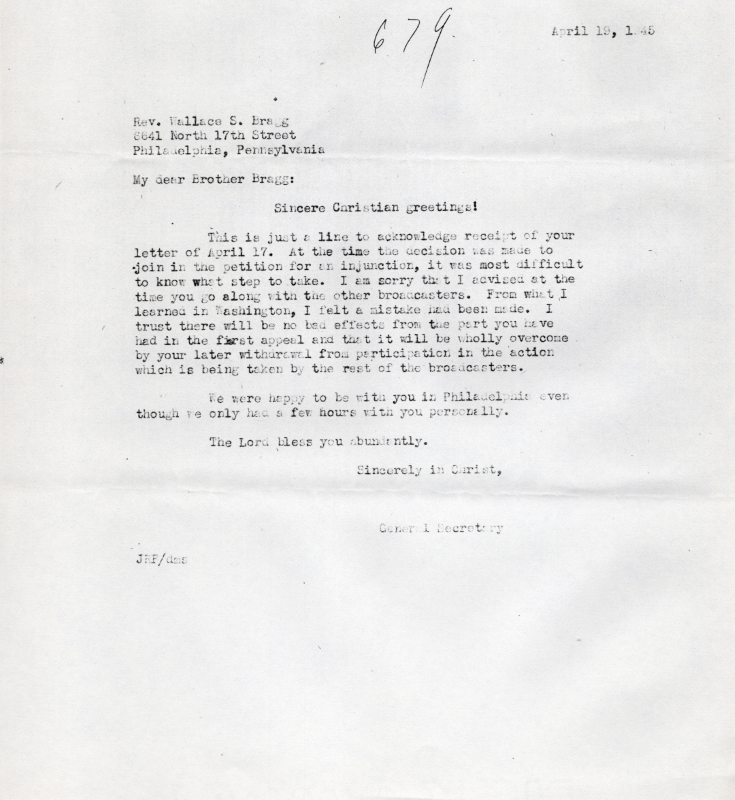 679.
April 19, 1945
Rev. Wallace S. Bragg
6641 North 17th Street
Philadelphia, Pennsylvania
My dear Brother Bragg:
Sincere Christian greetings!
This is just a line to acknowledge receipt of your
letter of April 17. At the time the decision was made to
join in the petition for an injunction, it was most difficult
to know what step to take. I am sorry that I advised at the
time you go along with the other broadcasters. From what I
learned in Washington, I felt a mistake had been made. I
trust there will be no bad effects from the part you have
had in the first appeal and that it will be wholly overcome
by your later withdrawal from participation in the action
which is being taken by the rest of the broadcasters.
We were happy to be with you in Philadelphia even
though we only had a few hours with you personally.
The Lord bless you abundantly.
Sincerely in Christ,
General Secretary
JRF/dms